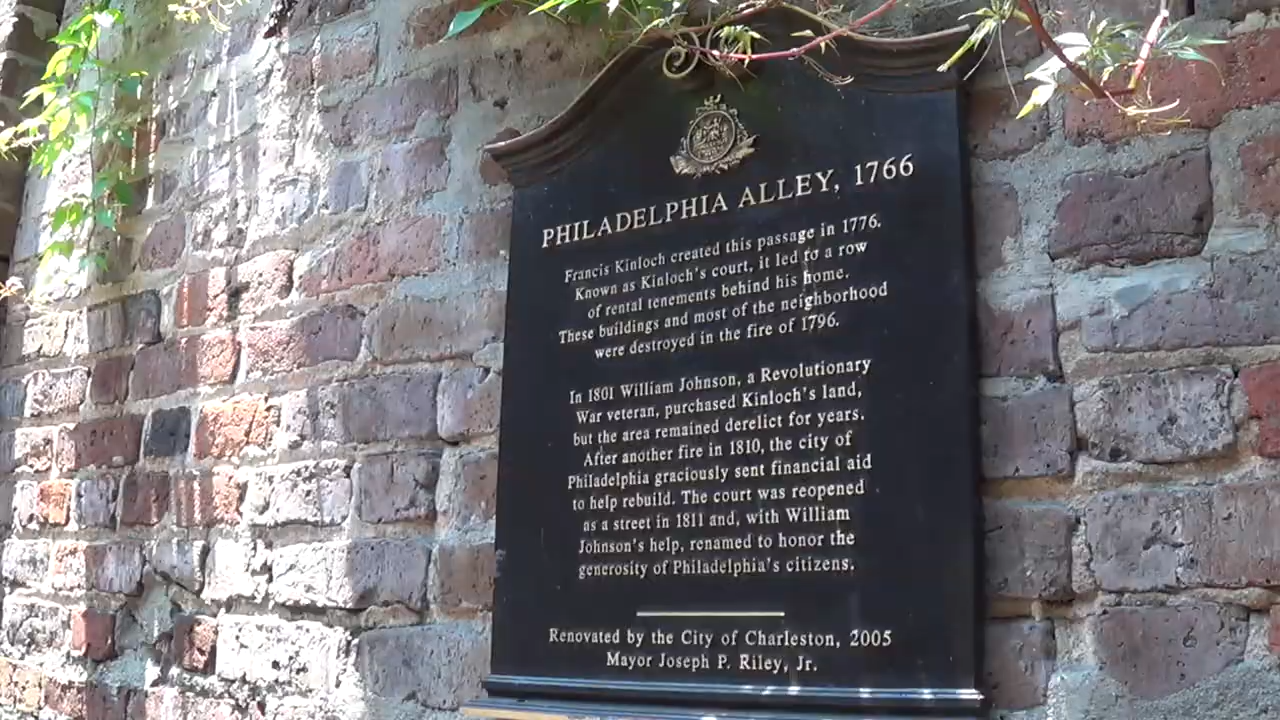 PHILADELPHIA ALLEY, 1766
Francis Kinloch created this passage in 1776.
Known as Kinloch's court, it led to a row
of rental tenements behind his home.
These buildings and most of the neighborhood
were destroyed in the fire of 1796.
In 1801 William Johnson, a Revolutionary
War veteran, purchased Kinloch's land,
but the area remained derelict for years.
After another fire in 1810, the city of
Philadelphia graciously sent financial aid
to help rebuild. The court was reopened
as a street in 1811 and, with William
Johnson's help, renamed to honor the
generosity of Philadelphia's citizens.
Renovated by the City of Charleston, 2005
Mayor Joseph P. Riley, Jr.